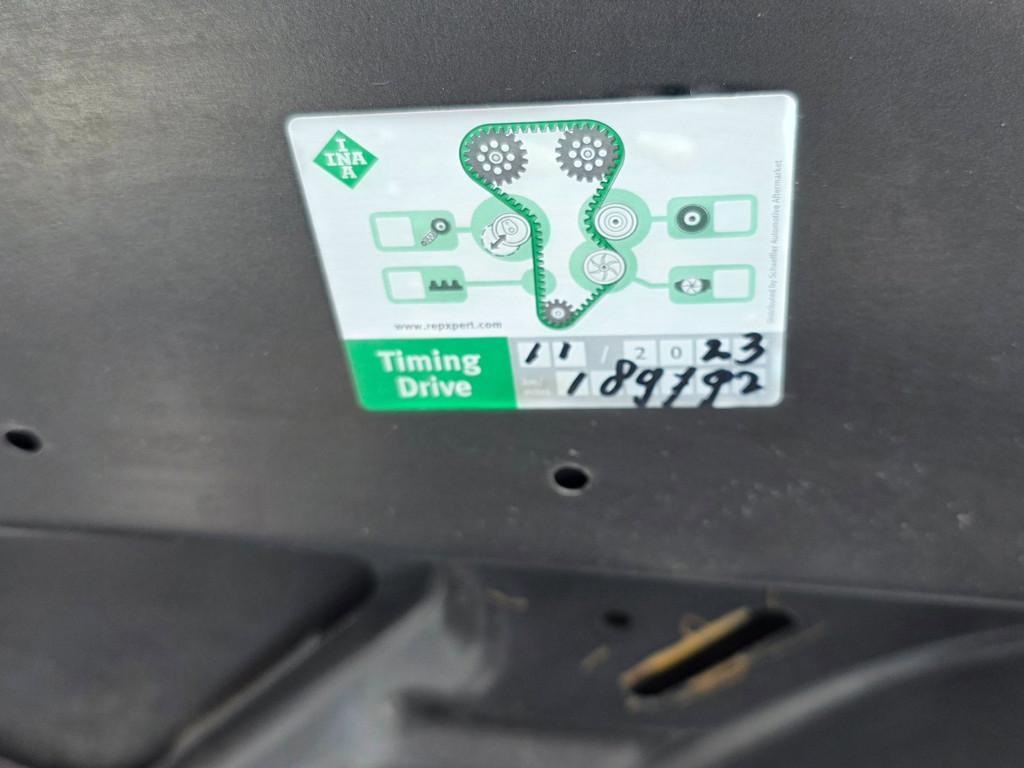 I
INA
A
Distributed by Schaeffler Automotive Aftermarket
www.repxpert.com
Timing
Drive
11 / 2023
km/
miles
189792